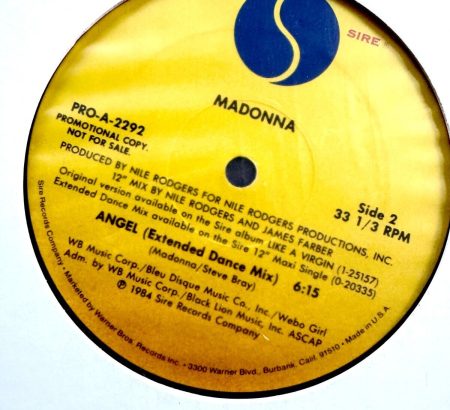 SIRE
MADONNA
PRO-A-2292
PROMOTIONAL COPY.
NOT FOR SALE.
Side 2
33 1/3 RPM
PRODUCED BY NILE RODGERS FOR NILE RODGERS PRODUCTIONS, INC.
12" MIX BY NILE RODGERS AND JAMES FARBER
Original version available on the Sire album LIKE A VIRGIN (1-25157)
Extended Dance Mix available on the Sire 12" Maxi Single (0-20335)
ANGEL (Extended Dance Mix) 6:15
(Madonna/Steve Bray)
WB Music Corp./Bleu Disque Music Co., Inc./Webo Girl
Adm. by WB Music Corp./Black Lion Music, Inc. ASCAP
℗ 1984 Sire Records Company
Sire Records Company • Marketed by Warner Bros. Records Inc. • 3300 Warner Blvd., Burbank, Calif. 91510 • Made in U.S.A